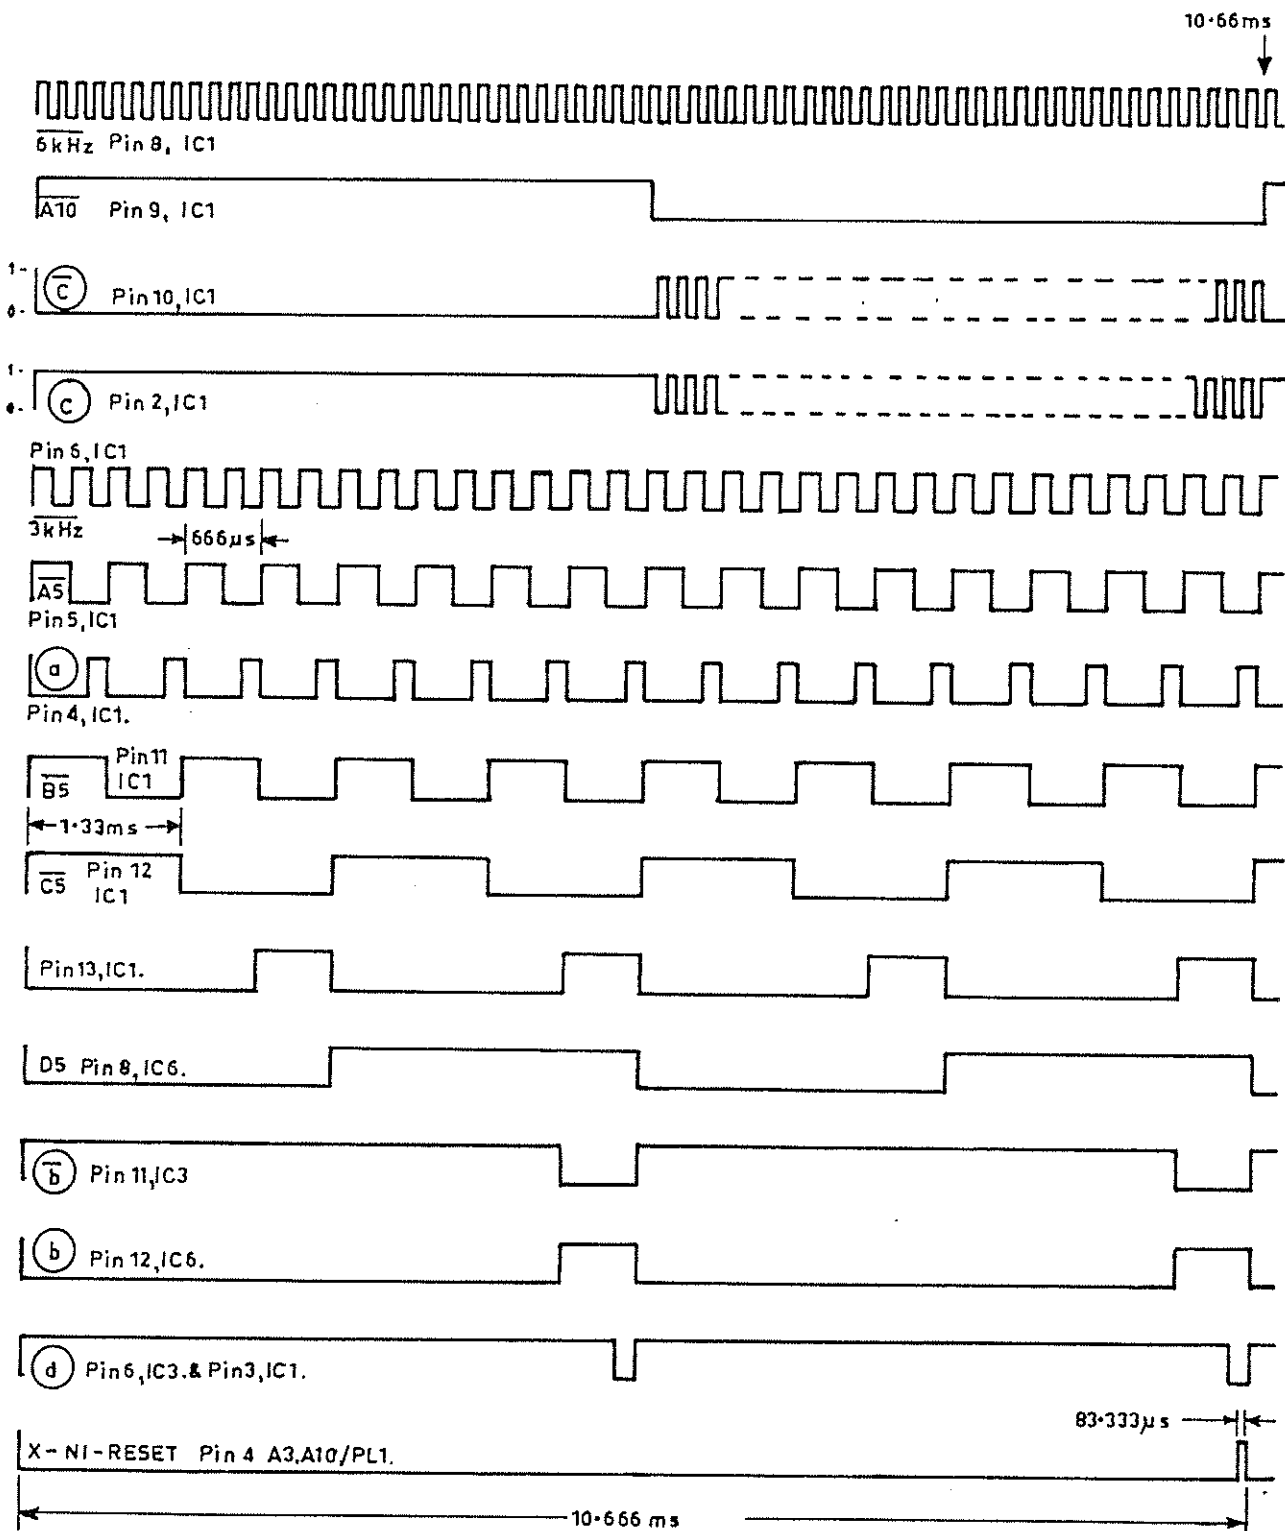 10·66ms
6kHz Pin 8, IC1
A10 Pin 9, IC1
1-
C Pin 10, IC1
0-
1-
C Pin 2, IC1
0-
Pin 6, IC1
3kHz
666µs
A5
Pin 5, IC1
a
Pin 4, IC1.
Pin 11
IC1
B5
1·33ms
C5 Pin 12
IC1
Pin 13, IC1.
D5 Pin 8, IC6.
b Pin 11, IC3
b Pin 12, IC6.
d Pin 6, IC3. & Pin 3, IC1.
83·333µs
X-NI-RESET Pin 4 A3, A10/PL1.
10·666 ms